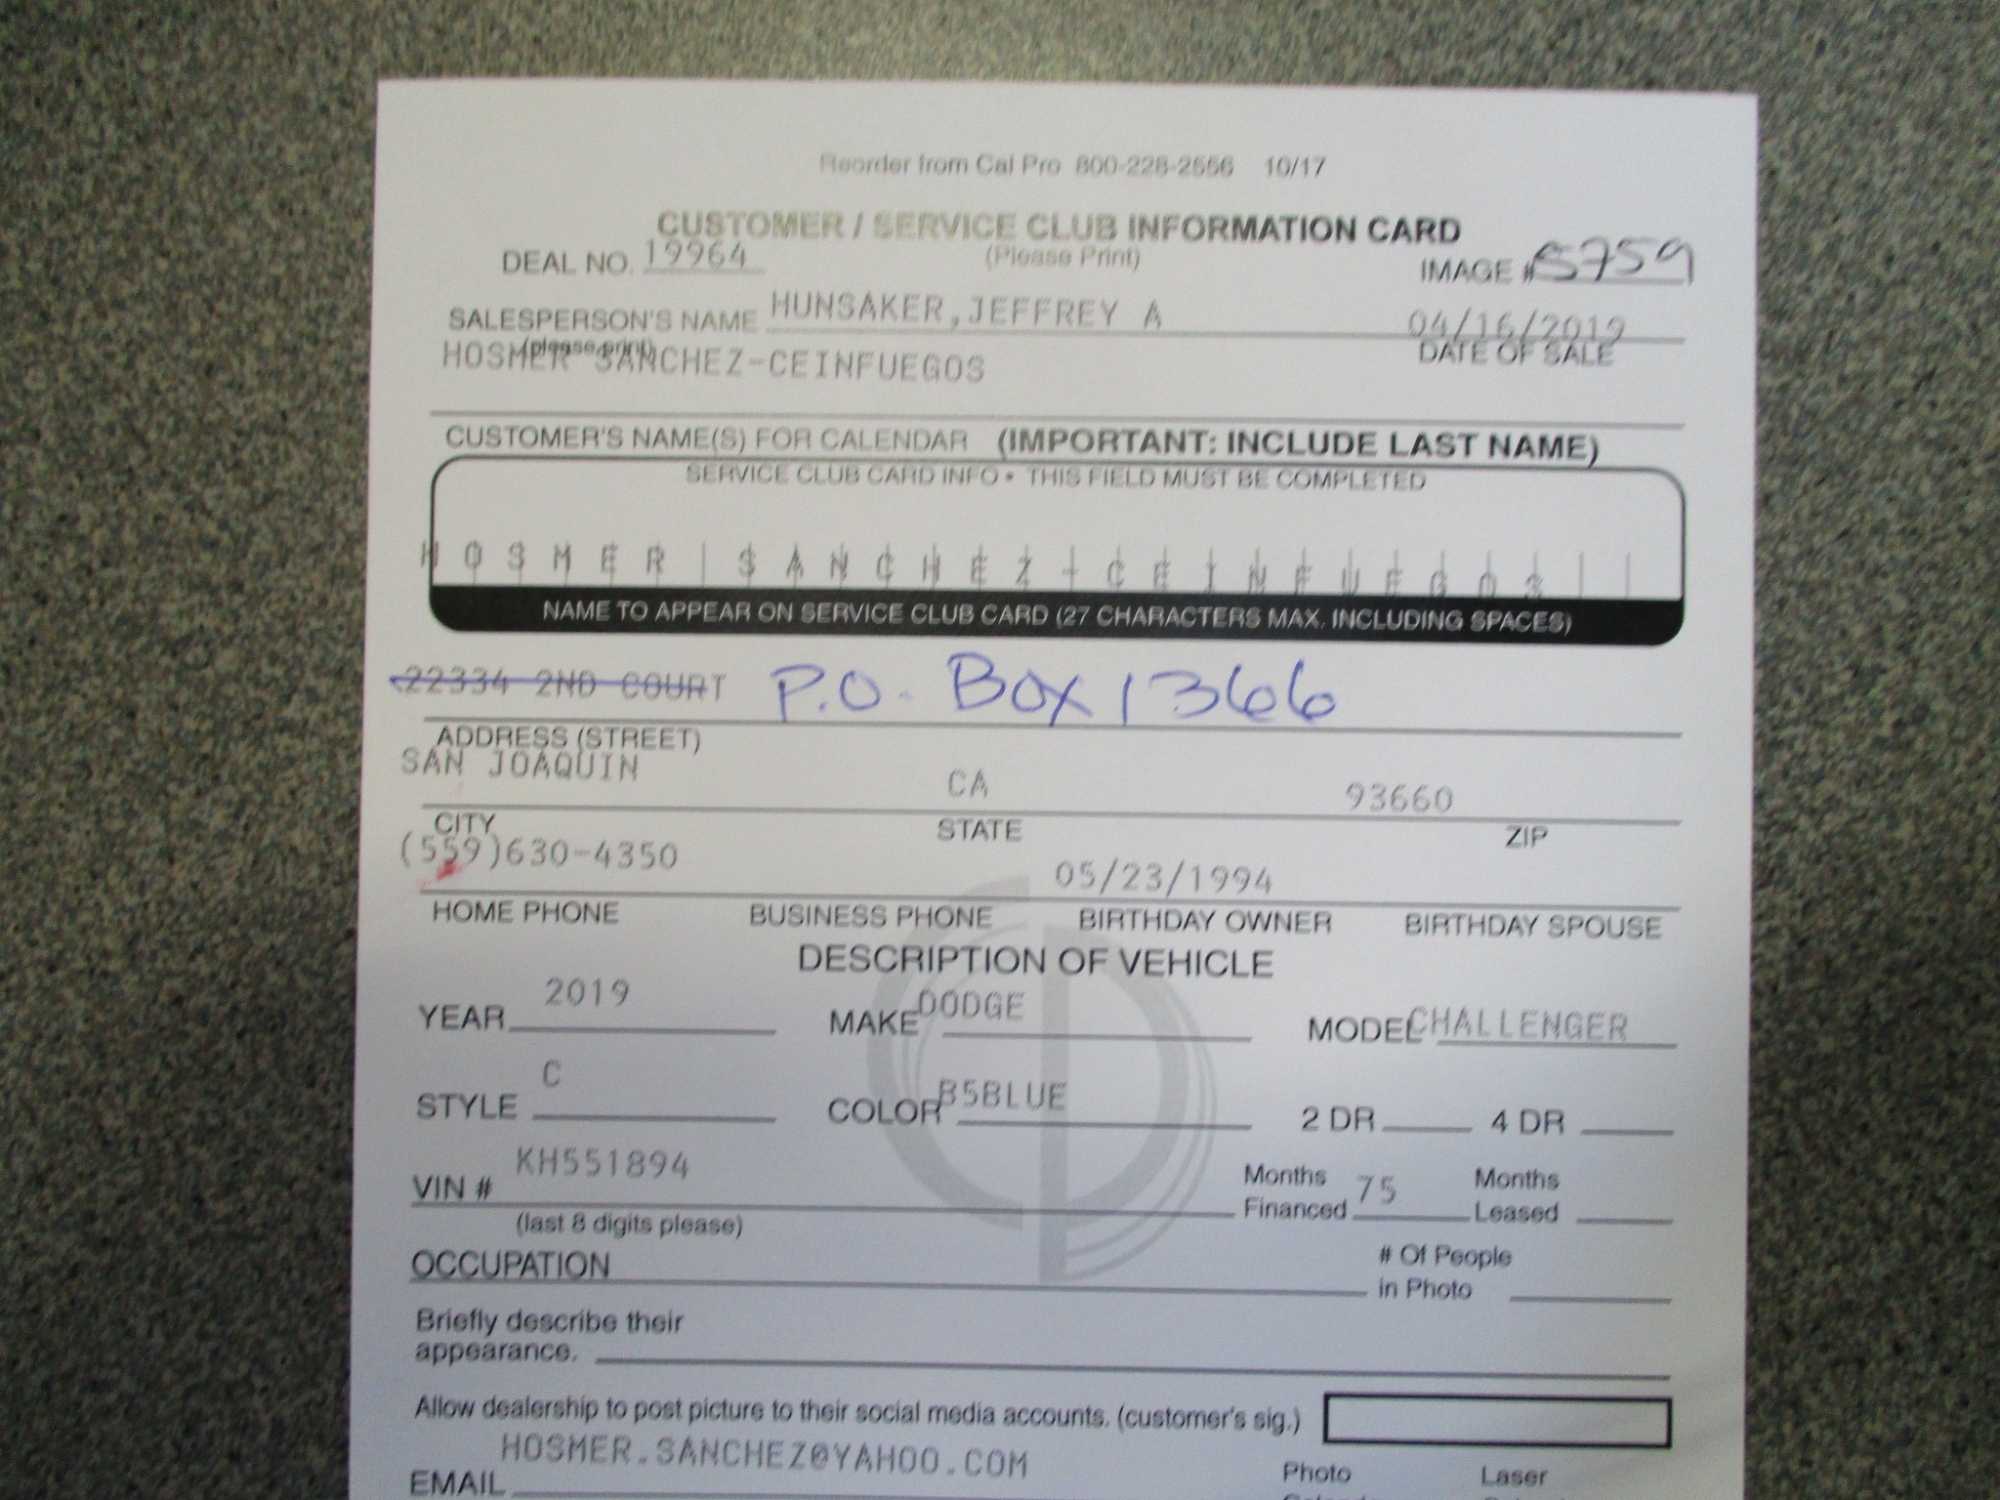 Reorder from Cal Pro 800-228-2556 10/17
CUSTOMER / SERVICE CLUB INFORMATION CARD
DEAL NO. 19964 (Please Print) IMAGE # 5759
SALESPERSON'S NAME HUNSAKER,JEFFREY A 04/16/2019
(please print) DATE OF SALE
HOSMER SANCHEZ-CEINFUEGOS
CUSTOMER'S NAME(S) FOR CALENDAR (IMPORTANT: INCLUDE LAST NAME)
SERVICE CLUB CARD INFO • THIS FIELD MUST BE COMPLETED
HOSMER SANCHEZ-CEINFUEGOS
NAME TO APPEAR ON SERVICE CLUB CARD (27 CHARACTERS MAX. INCLUDING SPACES)
22334 2ND COURT P.O. Box 1366
ADDRESS (STREET)
SAN JOAQUIN CA 93660
CITY STATE ZIP
(559)630-4350 05/23/1994
HOME PHONE BUSINESS PHONE BIRTHDAY OWNER BIRTHDAY SPOUSE
DESCRIPTION OF VEHICLE
YEAR 2019 MAKE DODGE MODEL CHALLENGER
STYLE C COLOR B5BLUE 2 DR 4 DR
VIN # KH551894 Months Financed 75 Months Leased
(last 8 digits please)
OCCUPATION # Of People in Photo
Briefly describe their
appearance.
Allow dealership to post picture to their social media accounts. (customer's sig.)
EMAIL HOSMER.SANCHEZ@YAHOO.COM
Photo Laser